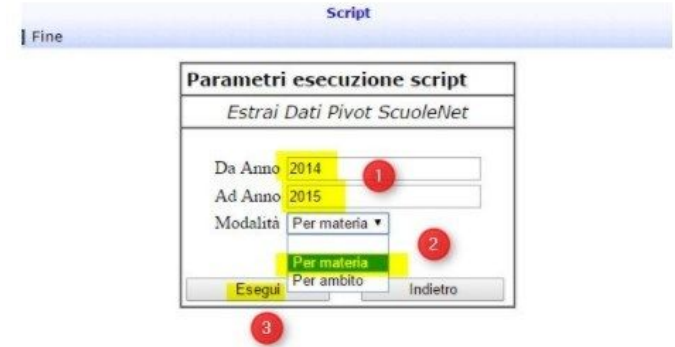 Script
Fine
Parametri esecuzione script
Estrai Dati Pivot ScuoleNet
Da Anno 2014
1
Ad Anno 2015
Modalità Per materia
2
Per materia
Per ambito
Esegui Indietro
3